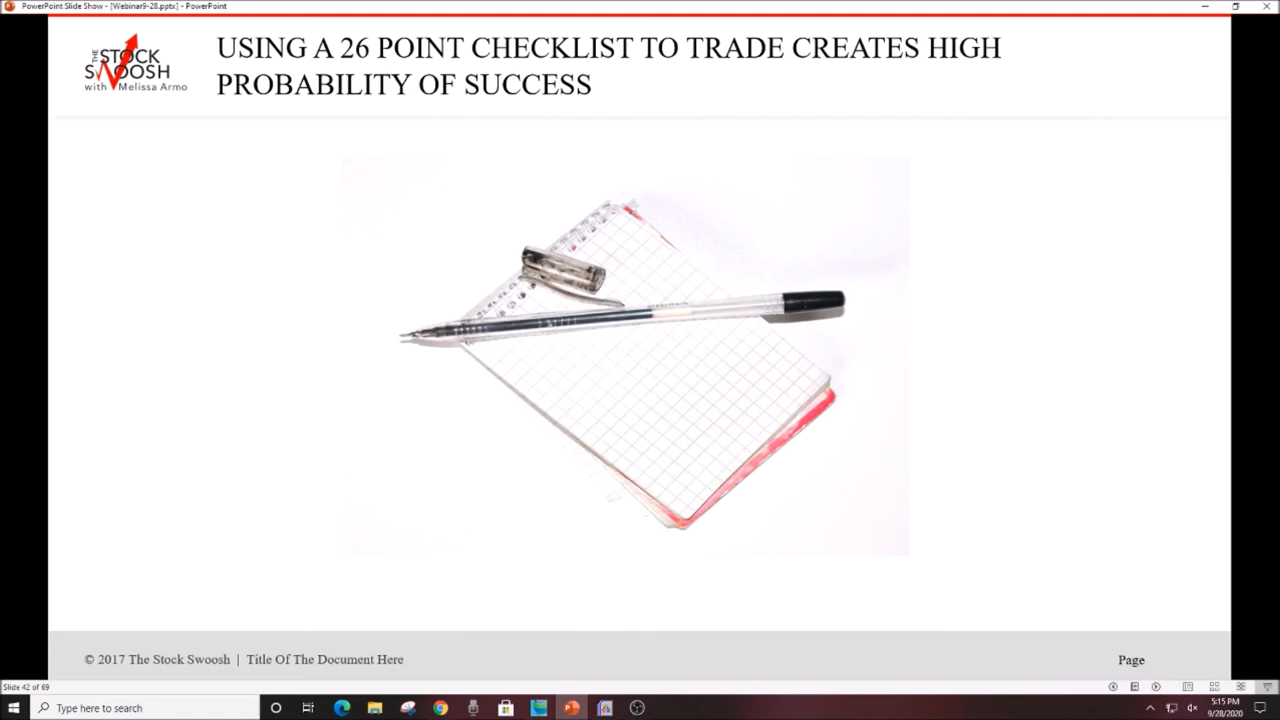 PowerPoint Slide Show - [Webinar9-28.pptx] - PowerPoint
THE
STOCK
SWOOSH
with Melissa Armo
USING A 26 POINT CHECKLIST TO TRADE CREATES HIGH
PROBABILITY OF SUCCESS
© 2017 The Stock Swoosh | Title Of The Document Here
Page
Slide 42 of 69
Type here to search
5:15 PM
9/28/2020